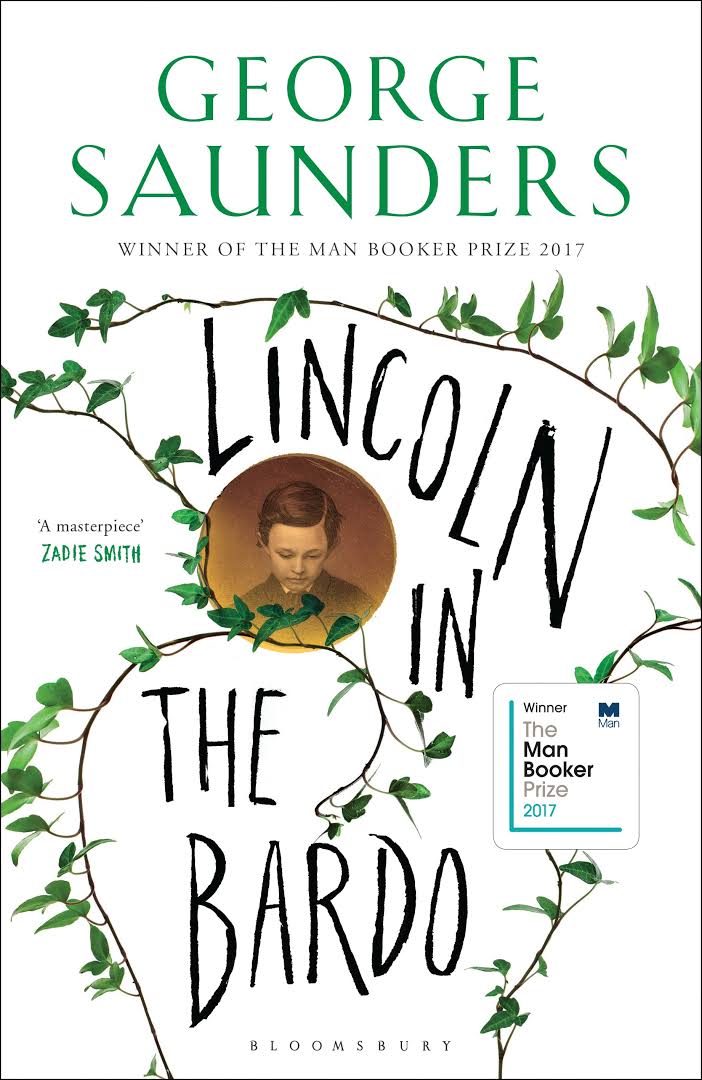 GEORGE
SAUNDERS
WINNER OF THE MAN BOOKER PRIZE 2017
LINCOLN
'A masterpiece'
ZADIE SMITH
IN
THE
Winner
M
Man
The
Man
Booker
Prize
2017
BARDO
BLOOMSBURY